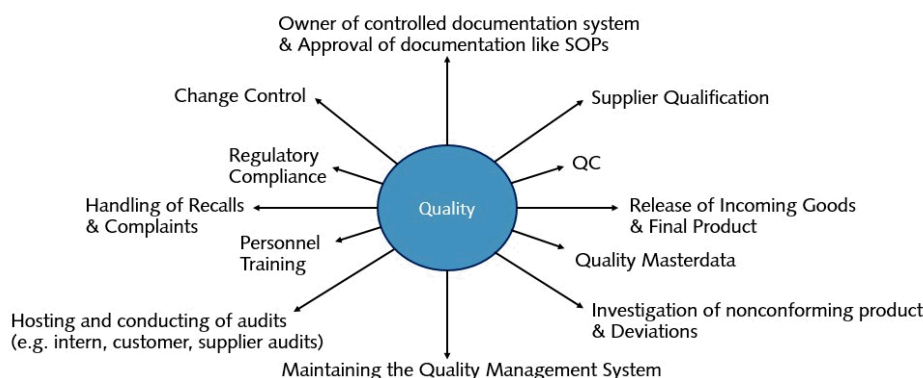 Owner of controlled documentation system
& Approval of documentation like SOPs
Change Control
Supplier Qualification
Regulatory
Compliance
QC
Handling of Recalls
& Complaints
Quality
Release of Incoming Goods
& Final Product
Personnel
Training
Quality Masterdata
Hosting and conducting of audits
(e.g. intern, customer, supplier audits)
Investigation of nonconforming product
& Deviations
Maintaining the Quality Management System